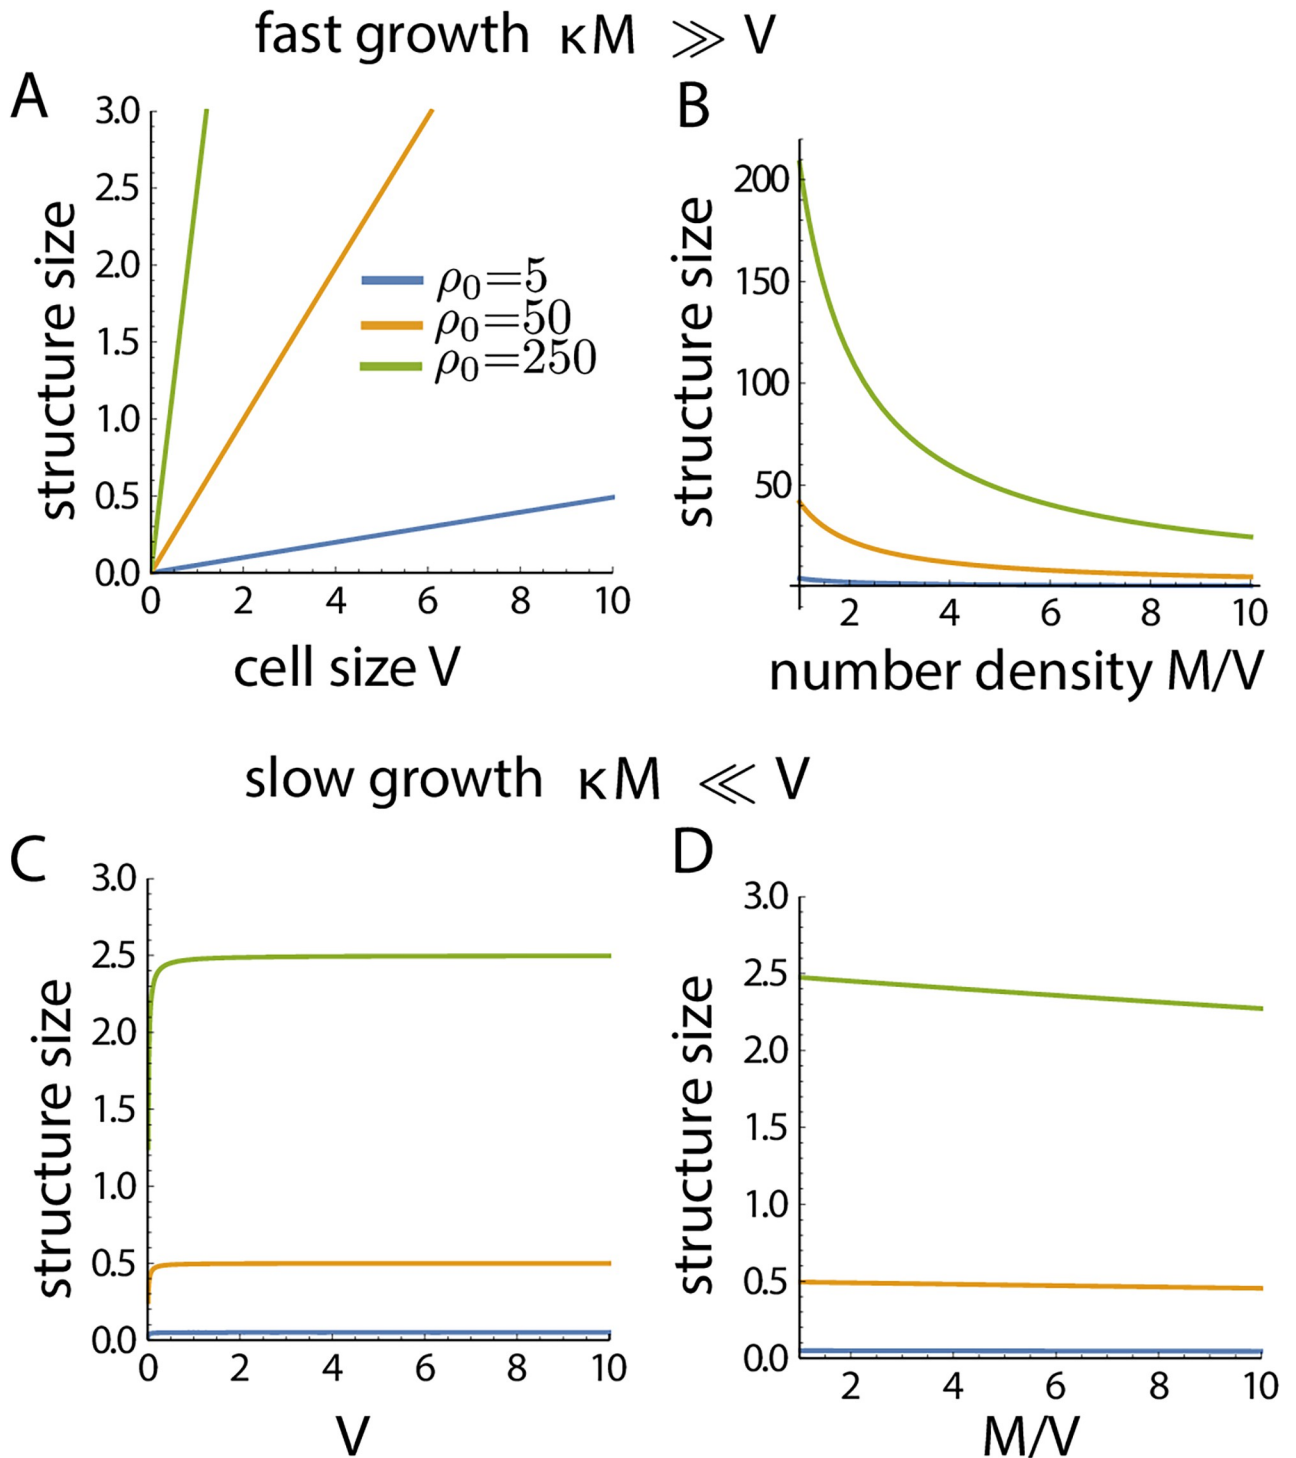 fast growth κM ≫ V
A
3.0
2.5
2.0
1.5
1.0
0.5
0.0
structure size
ρ0=5
ρ0=50
ρ0=250
0 2 4 6 8 10
cell size V
B
200
150
100
50
structure size
2 4 6 8 10
number density M/V
slow growth κM ≪ V
C
3.0
2.5
2.0
1.5
1.0
0.5
0.0
structure size
0 2 4 6 8 10
V
D
3.0
2.5
2.0
1.5
1.0
0.5
0.0
structure size
2 4 6 8 10
M/V